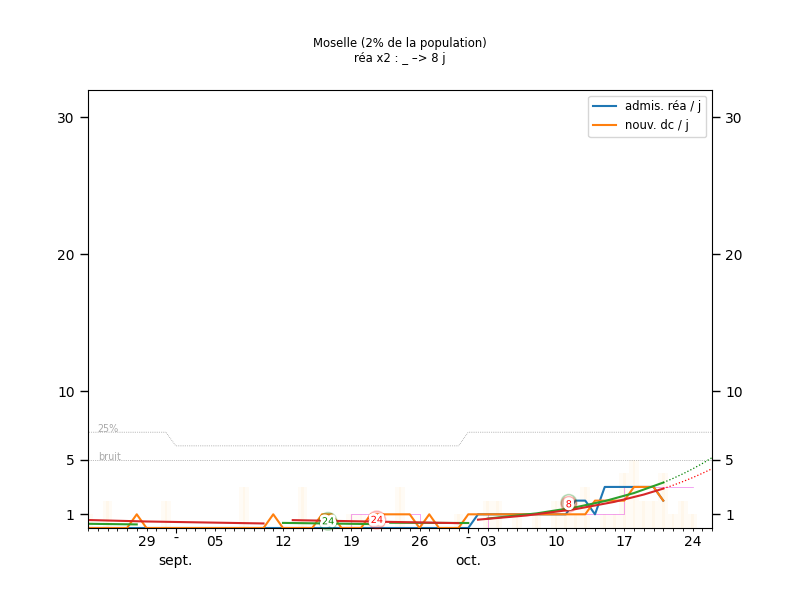 Moselle (2% de la population)
réa x2 : _ –> 8 j
admis. réa / j
nouv. dc / j
30 30
20 20
10 10
25%
bruit
5 5
1 1
24 24 8
29 - 05 12 19 26 - 03 10 17 24
sept. oct.